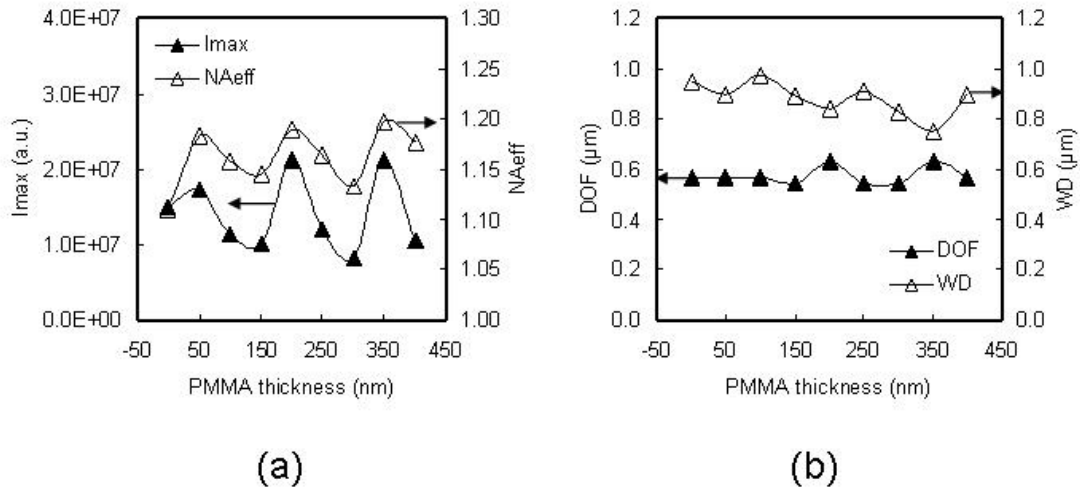 4.0E+07
3.0E+07
2.0E+07
1.0E+07
0.0E+00
Imax (a.u.)
Imax
NAeff
1.30
1.25
1.20
1.15
1.10
1.05
1.00
NAeff
-50 50 150 250 350 450
PMMA thickness (nm)
(a)
1.2
1.0
0.8
0.6
0.4
0.2
0.0
DOF (µm)
DOF
WD
1.2
1.0
0.8
0.6
0.4
0.2
0.0
WD (µm)
-50 50 150 250 350 450
PMMA thickness (nm)
(b)